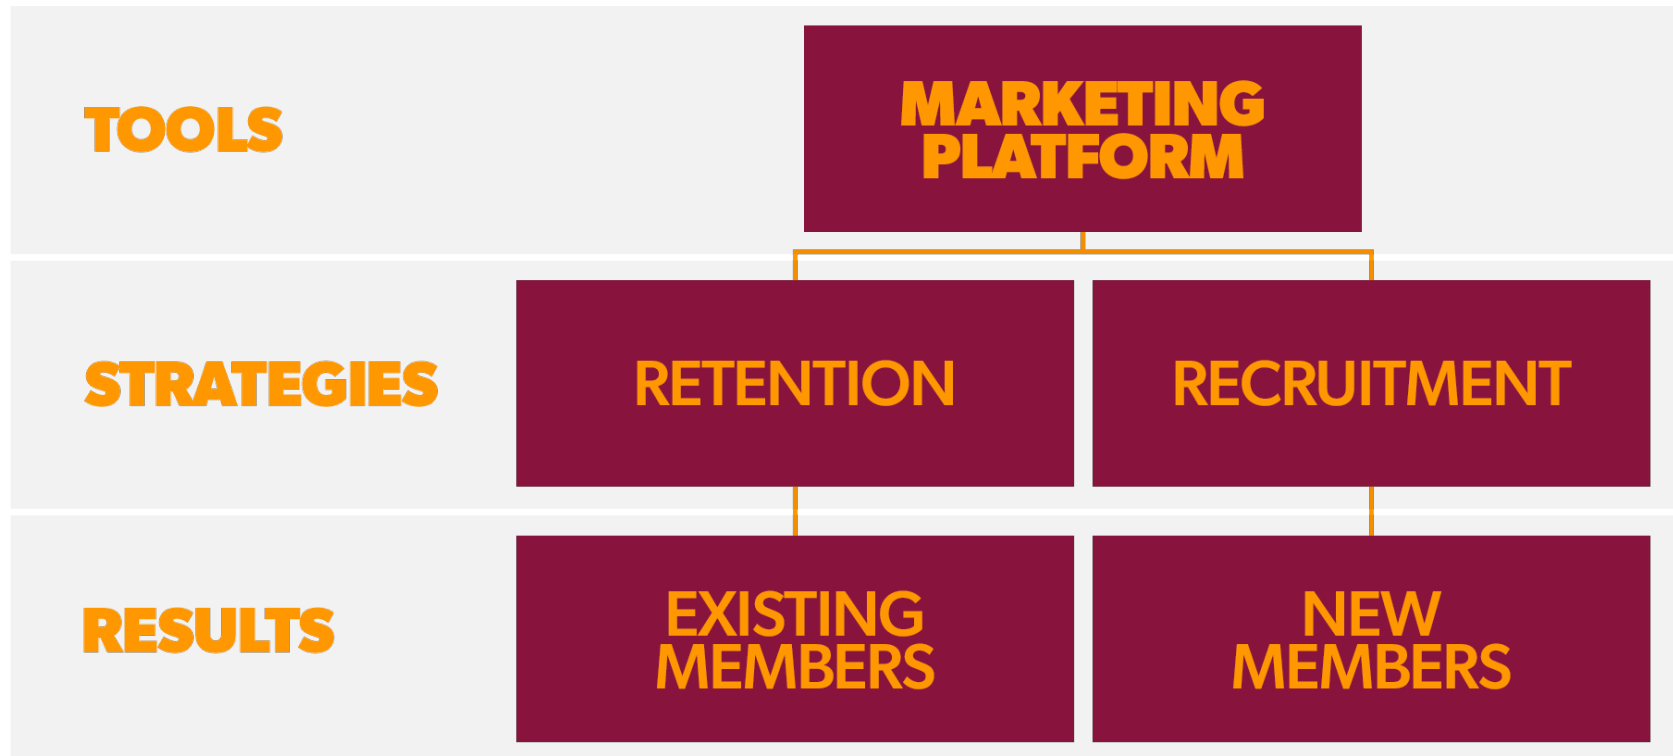 TOOLS
MARKETING
PLATFORM
STRATEGIES
RETENTION
RECRUITMENT
RESULTS
EXISTING
MEMBERS
NEW
MEMBERS